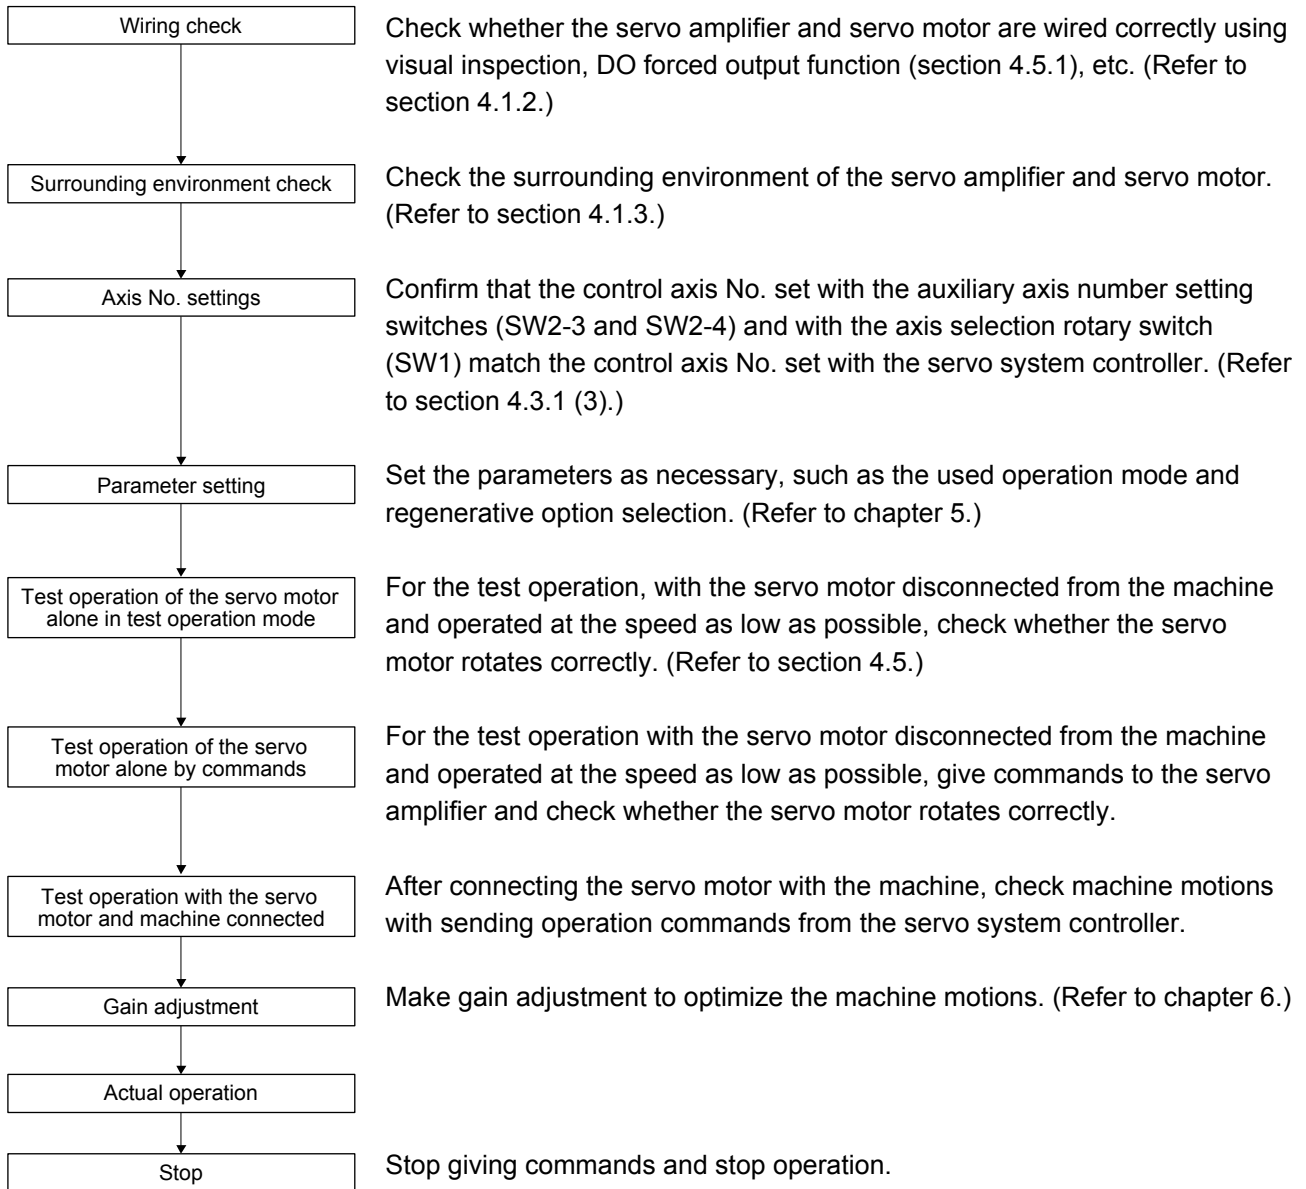 Wiring check
Check whether the servo amplifier and servo motor are wired correctly using
visual inspection, DO forced output function (section 4.5.1), etc. (Refer to
section 4.1.2.)
Surrounding environment check
Check the surrounding environment of the servo amplifier and servo motor.
(Refer to section 4.1.3.)
Axis No. settings
Confirm that the control axis No. set with the auxiliary axis number setting
switches (SW2-3 and SW2-4) and with the axis selection rotary switch
(SW1) match the control axis No. set with the servo system controller. (Refer
to section 4.3.1 (3).)
Parameter setting
Set the parameters as necessary, such as the used operation mode and
regenerative option selection. (Refer to chapter 5.)
Test operation of the servo motor
alone in test operation mode
For the test operation, with the servo motor disconnected from the machine
and operated at the speed as low as possible, check whether the servo
motor rotates correctly. (Refer to section 4.5.)
Test operation of the servo
motor alone by commands
For the test operation with the servo motor disconnected from the machine
and operated at the speed as low as possible, give commands to the servo
amplifier and check whether the servo motor rotates correctly.
Test operation with the servo
motor and machine connected
After connecting the servo motor with the machine, check machine motions
with sending operation commands from the servo system controller.
Gain adjustment
Make gain adjustment to optimize the machine motions. (Refer to chapter 6.)
Actual operation
Stop
Stop giving commands and stop operation.